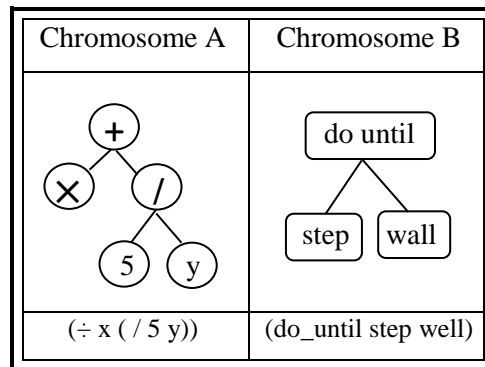 Chromosome A Chromosome B
+
×
/
5
y
do until
step
wall
(÷ x ( / 5 y))
(do_until step well)